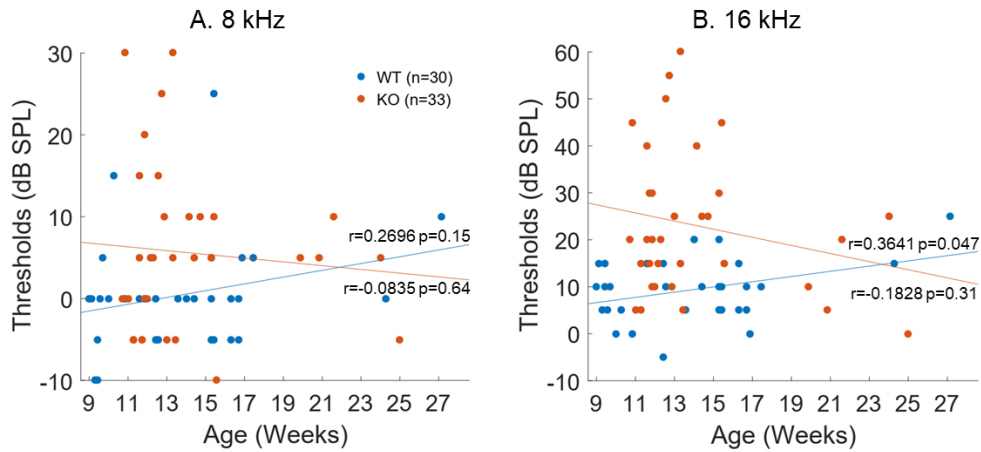 A. 8 kHz
30
20
10
0
-10
Thresholds (dB SPL)
WT (n=30)
KO (n=33)
r=0.2696 p=0.15
r=-0.0835 p=0.64
9 11 13 15 17 19 21 23 25 27
Age (Weeks)
B. 16 kHz
60
50
40
30
20
10
0
-10
Thresholds (dB SPL)
r=0.3641 p=0.047
r=-0.1828 p=0.31
9 11 13 15 17 19 21 23 25 27
Age (Weeks)